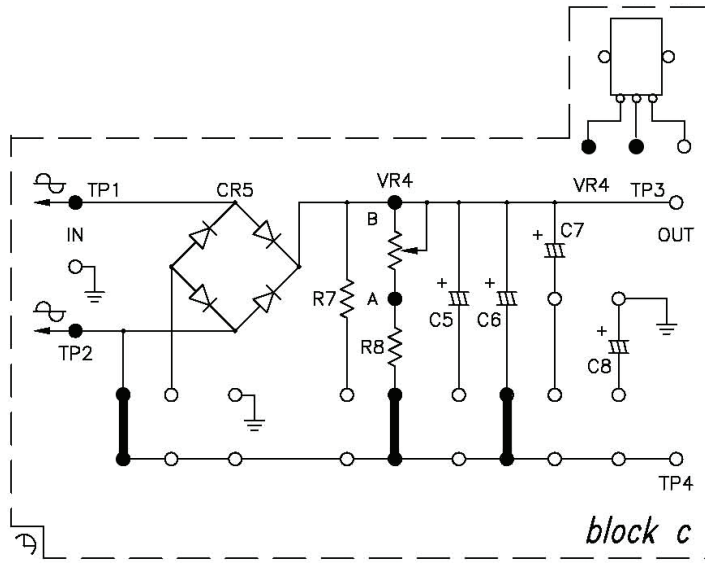 TP1
CR5
VR4
VR4
TP3
B
C7
+
IN
OUT
R7
A
+
C5
+
C6
R8
+
C8
TP2
TP4
block c